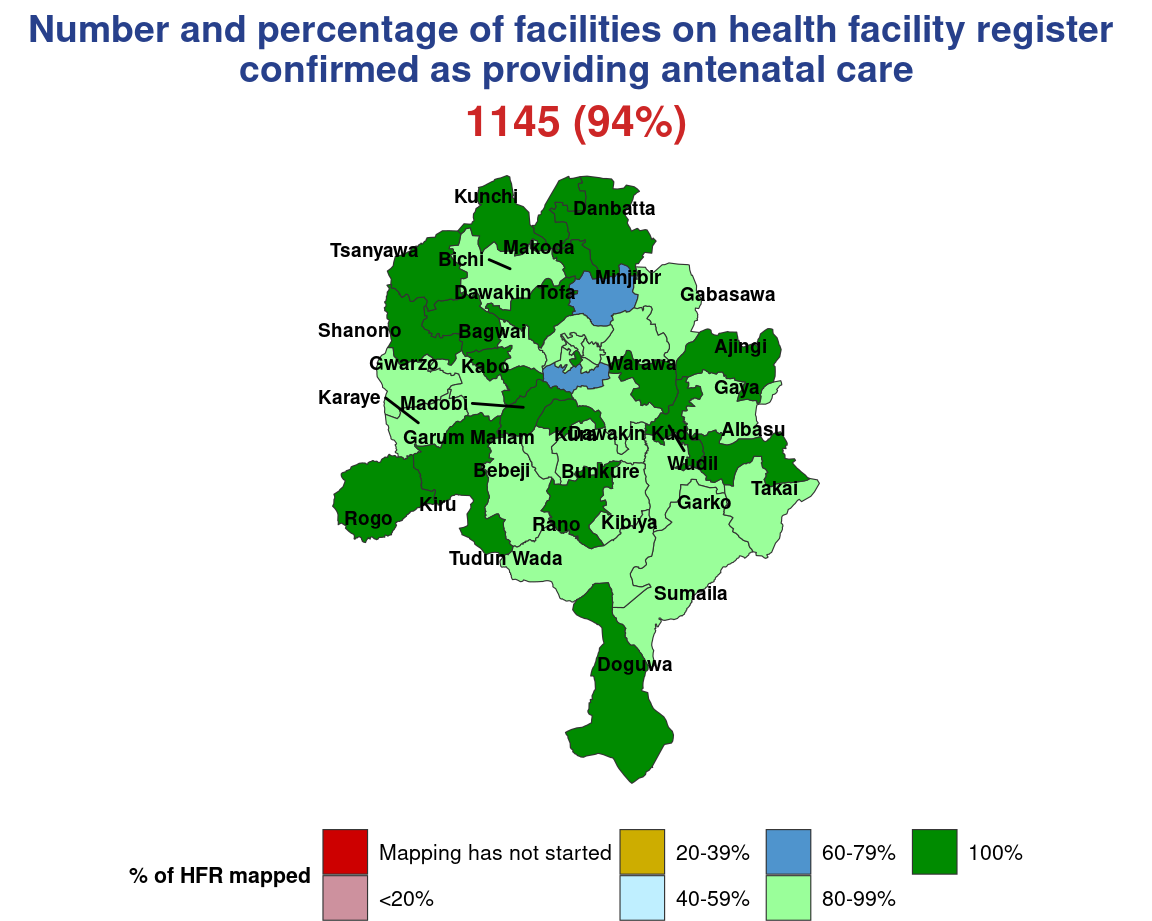 Number and percentage of facilities on health facility register
confirmed as providing antenatal care
1145 (94%)
Kunchi
Danbatta
Tsanyawa
Makoda
Bichi
Minjibir
Dawakin Tofa
Gabasawa
Shanono
Bagwai
Ajingi
Gwarzo
Kabo
Warawa
Gaya
Karaye
Madobi
Albasu
Garum Mallam
Kura
Dawakin Kudu
Wudil
Bebeji
Bunkure
Takai
Kiru
Garko
Rogo
Rano
Kibiya
Tudun Wada
Sumaila
Doguwa
% of HFR mapped
Mapping has not started
<20%
20-39%
40-59%
60-79%
80-99%
100%